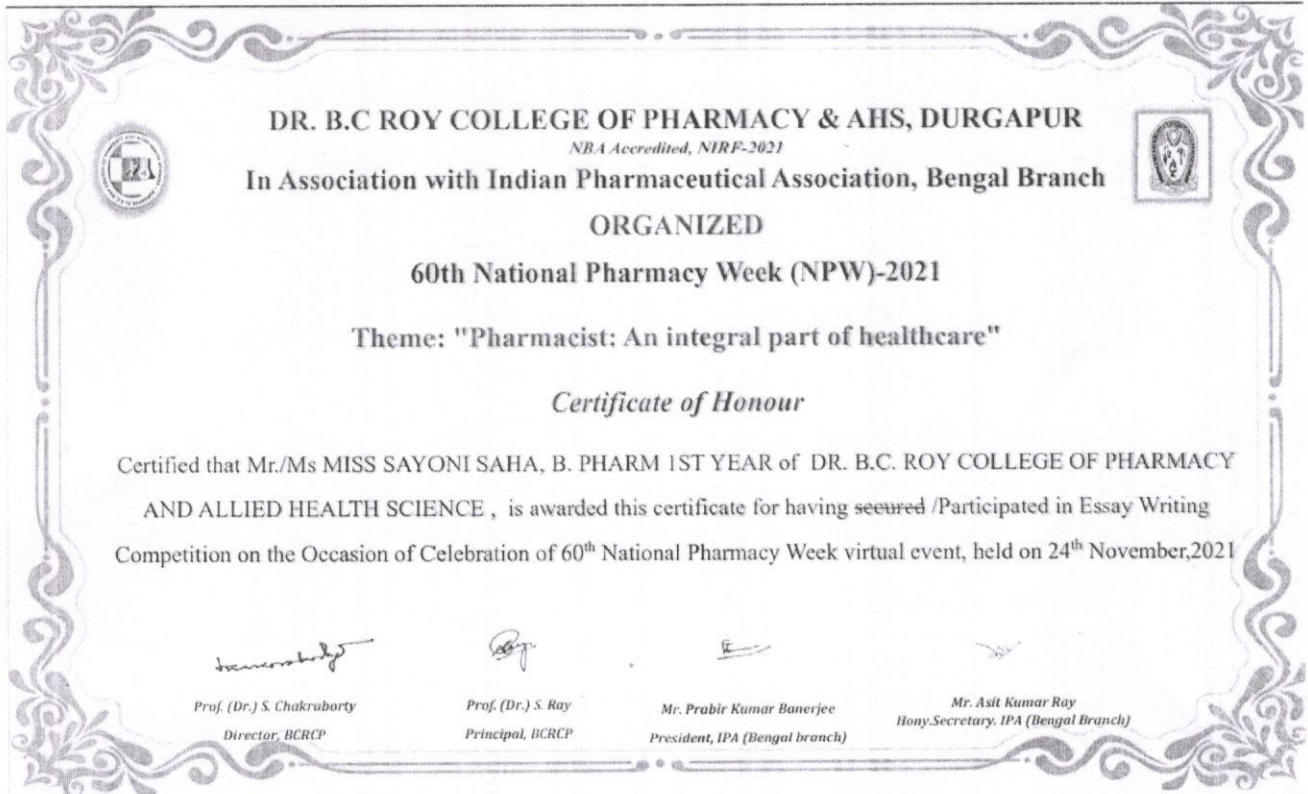 DR. B.C ROY COLLEGE OF PHARMACY & AHS, DURGAPUR
NBA Accredited, NIRF-2021
In Association with Indian Pharmaceutical Association, Bengal Branch
ORGANIZED
60th National Pharmacy Week (NPW)-2021
Theme: "Pharmacist: An integral part of healthcare"
Certificate of Honour
Certified that Mr./Ms MISS SAYONI SAHA, B. PHARM 1ST YEAR of DR. B.C. ROY COLLEGE OF PHARMACY
AND ALLIED HEALTH SCIENCE , is awarded this certificate for having secured /Participated in Essay Writing
Competition on the Occasion of Celebration of 60th National Pharmacy Week virtual event, held on 24th November,2021
Prof. (Dr.) S. Chakraborty
Director, BCRCP
Prof. (Dr.) S. Ray
Principal, BCRCP
Mr. Prabir Kumar Banerjee
President, IPA (Bengal branch)
Mr. Asit Kumar Ray
Hony.Secretary. IPA (Bengal Branch)